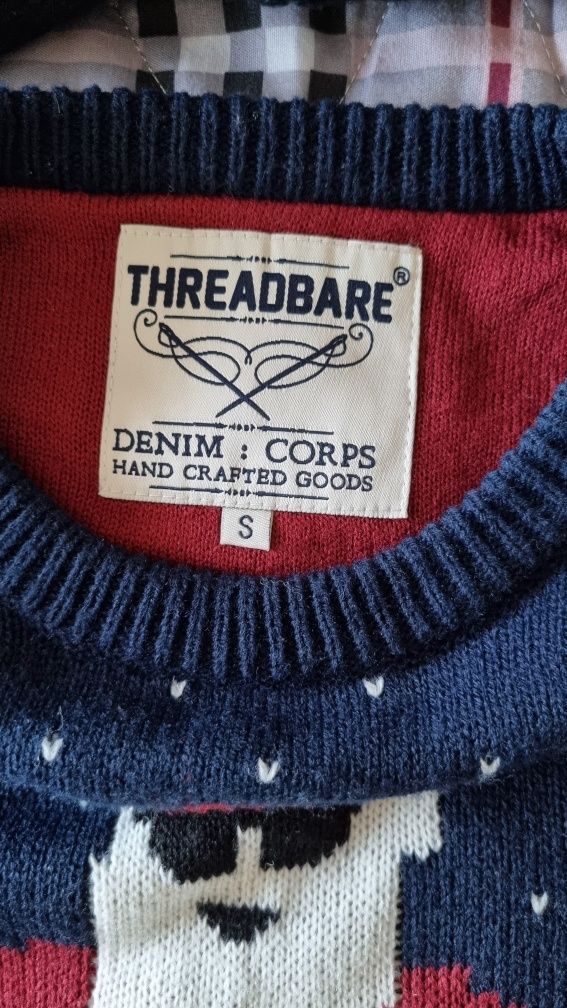 THREADBARE®
DENIM : CORPS
HAND CRAFTED GOODS
S